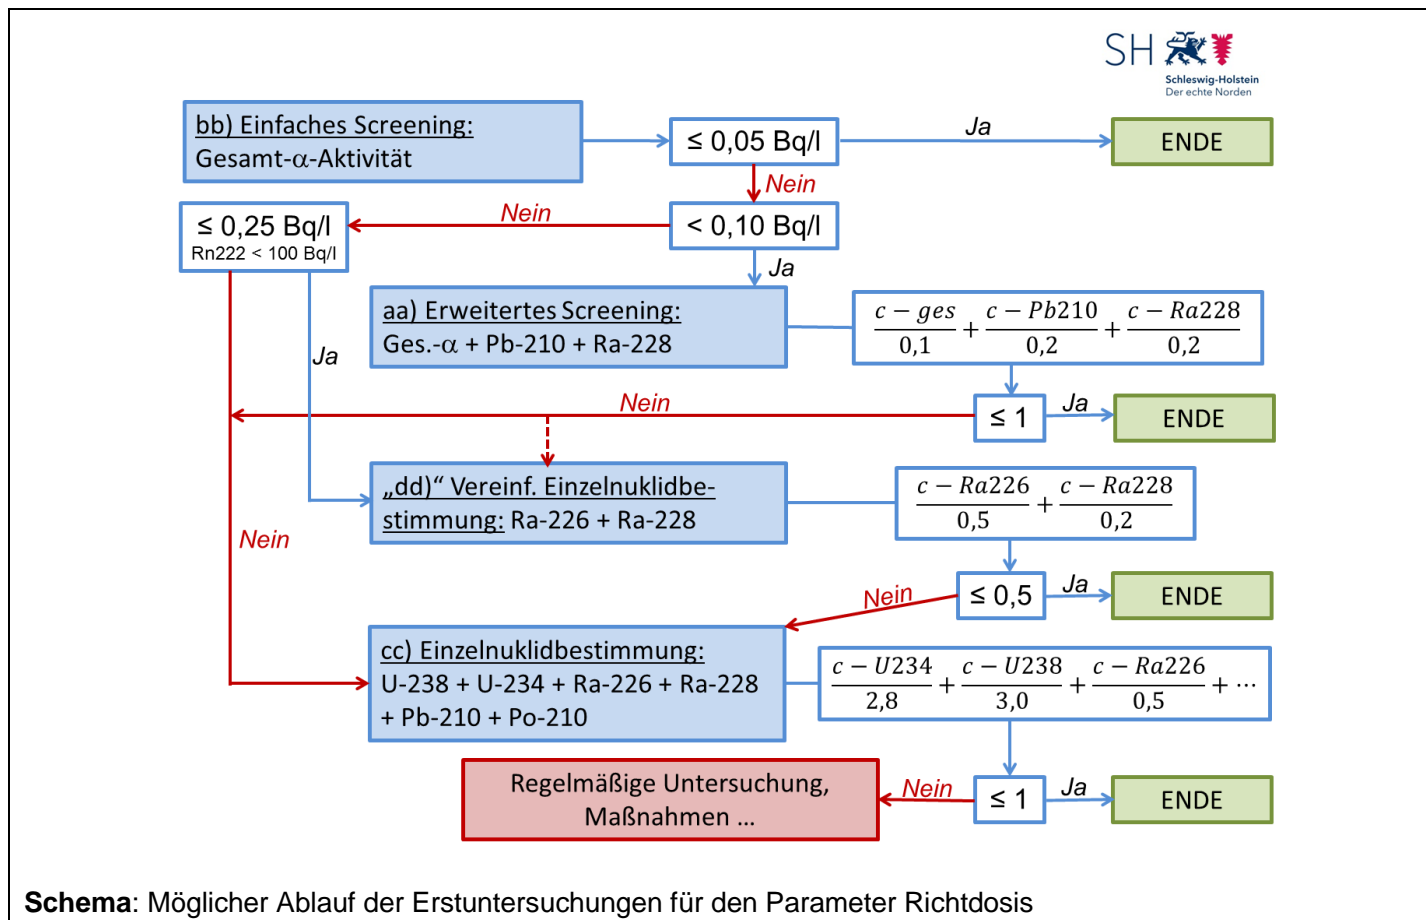 SH
Schleswig-Holstein
Der echte Norden
bb) Einfaches Screening:
Gesamt-α-Aktivität
≤ 0,05 Bq/l
Ja
ENDE
Nein
≤ 0,25 Bq/l
Rn222 < 100 Bq/l
Nein
< 0,10 Bq/l
Ja
aa) Erweitertes Screening:
Ges.-α + Pb-210 + Ra-228
c − ges / 0,1 + c − Pb210 / 0,2 + c − Ra228 / 0,2
Ja
Nein
≤ 1
Ja
ENDE
„dd)“ Vereinf. Einzelnuklidbe-
stimmung: Ra-226 + Ra-228
c − Ra226 / 0,5 + c − Ra228 / 0,2
Nein
Nein
≤ 0,5
Ja
ENDE
cc) Einzelnuklidbestimmung:
U-238 + U-234 + Ra-226 + Ra-228
+ Pb-210 + Po-210
c − U234 / 2,8 + c − U238 / 3,0 + c − Ra226 / 0,5 + ⋯
Regelmäßige Untersuchung,
Maßnahmen ...
Nein
≤ 1
Ja
ENDE
Schema: Möglicher Ablauf der Erstuntersuchungen für den Parameter Richtdosis